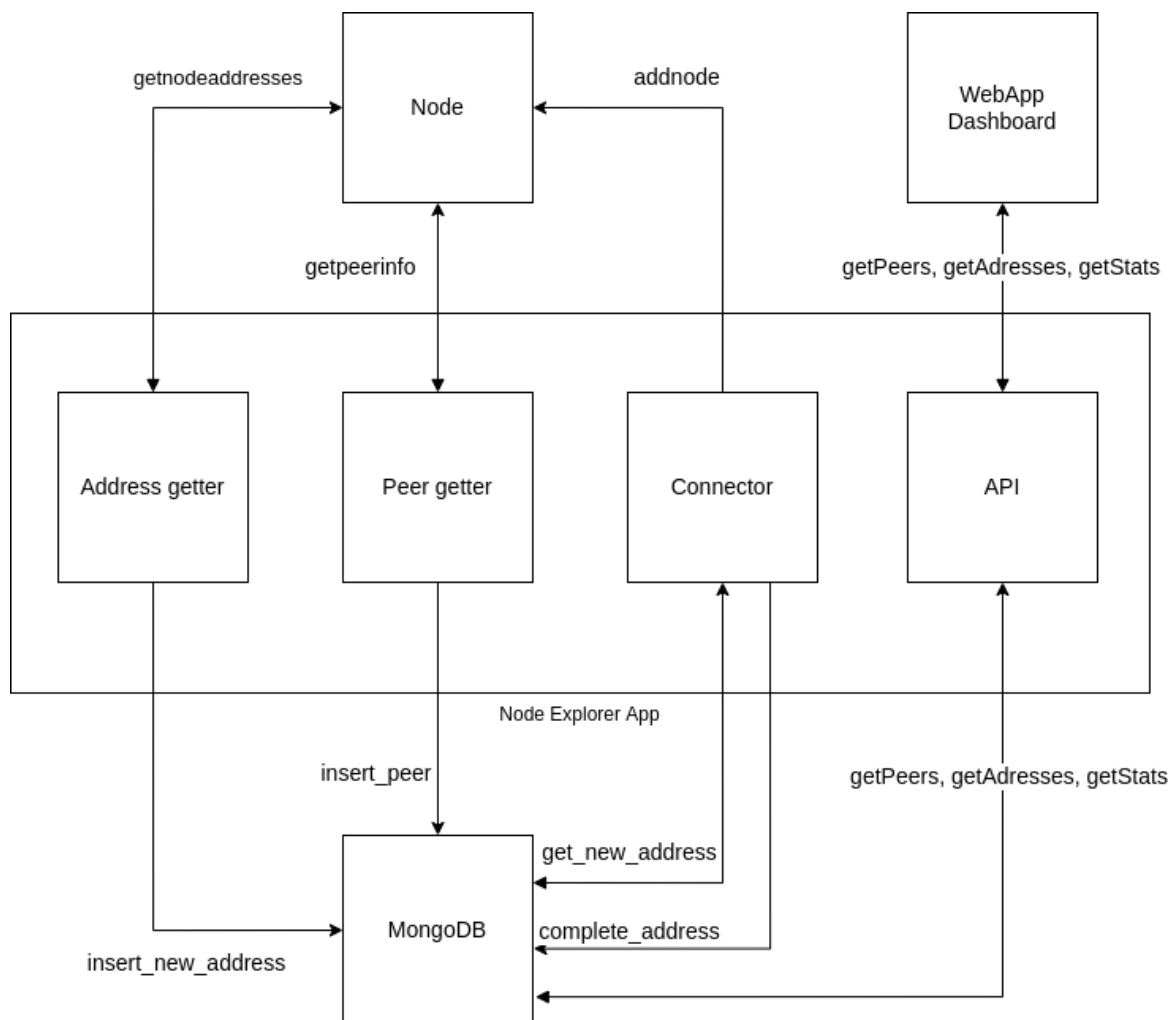 getnodeaddresses
addnode
Node
WebApp
Dashboard
getpeerinfo
getPeers, getAdresses, getStats
Address getter
Peer getter
Connector
API
Node Explorer App
insert_peer
getPeers, getAdresses, getStats
get_new_address
MongoDB
complete_address
insert_new_address